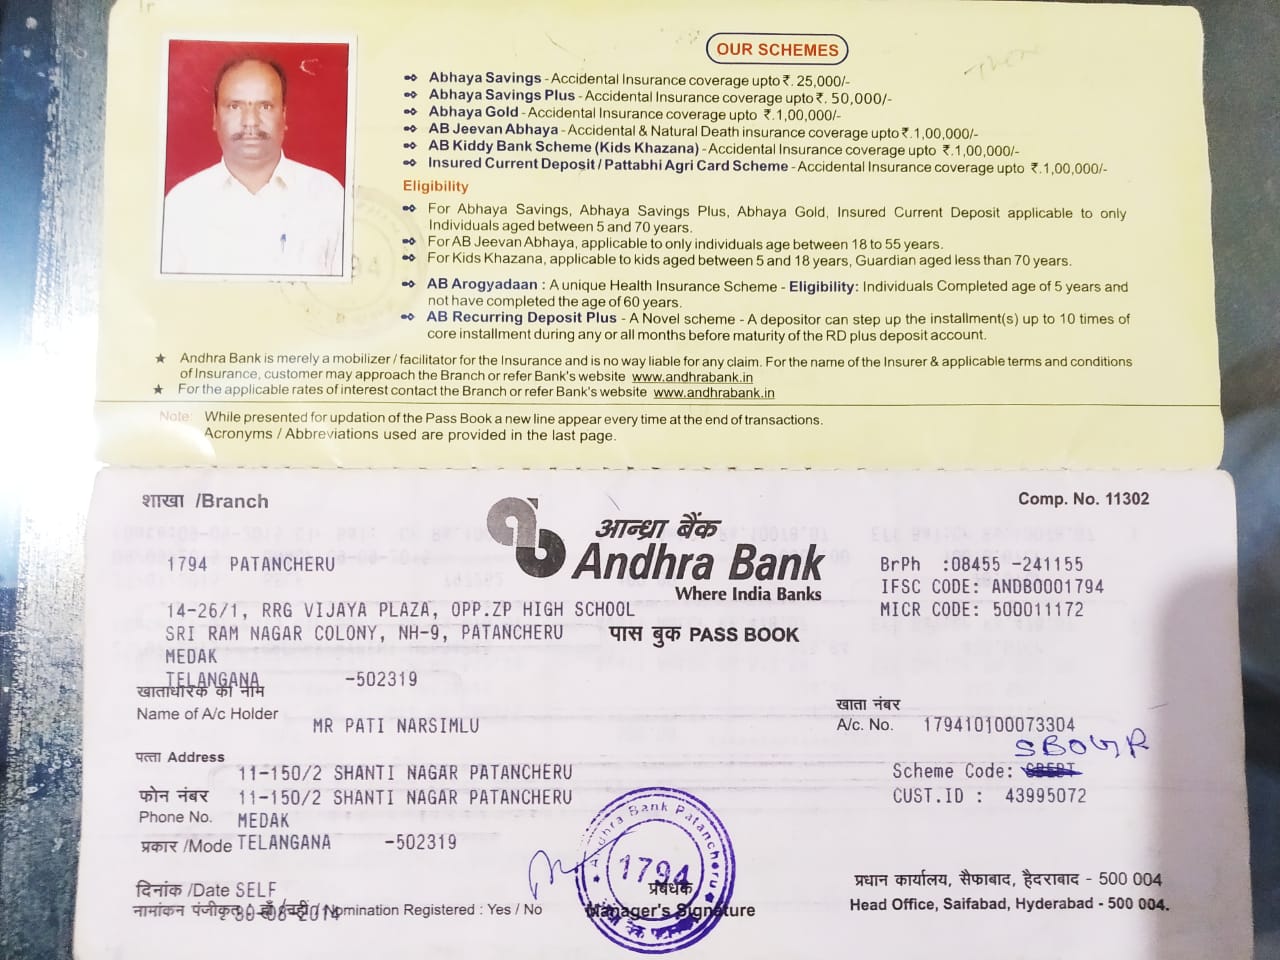 OUR SCHEMES
Abhaya Savings - Accidental Insurance coverage upto ₹. 25,000/-
Abhaya Savings Plus - Accidental Insurance coverage upto ₹. 50,000/-
Abhaya Gold - Accidental Insurance coverage upto ₹.1,00,000/-
AB Jeevan Abhaya - Accidental & Natural Death insurance coverage upto ₹.1,00,000/-
AB Kiddy Bank Scheme (Kids Khazana) - Accidental Insurance coverage upto ₹.1,00,000/-
Insured Current Deposit / Pattabhi Agri Card Scheme - Accidental Insurance coverage upto ₹.1,00,000/-
Eligibility
For Abhaya Savings, Abhaya Savings Plus, Abhaya Gold, Insured Current Deposit applicable to only
Individuals aged between 5 and 70 years.
For AB Jeevan Abhaya, applicable to only individuals age between 18 to 55 years.
For Kids Khazana, applicable to kids aged between 5 and 18 years, Guardian aged less than 70 years.
AB Arogyadaan : A unique Health Insurance Scheme - Eligibility: Individuals Completed age of 5 years and
not have completed the age of 60 years.
AB Recurring Deposit Plus - A Novel scheme - A depositor can step up the installment(s) up to 10 times of
core installment during any or all months before maturity of the RD plus deposit account.
★ Andhra Bank is merely a mobilizer / facilitator for the Insurance and is no way liable for any claim. For the name of the Insurer & applicable terms and conditions
of Insurance, customer may approach the Branch or refer Bank's website www.andhrabank.in
★ For the applicable rates of interest contact the Branch or refer Bank's website www.andhrabank.in
Note: While presented for updation of the Pass Book a new line appear every time at the end of transactions.
Acronyms / Abbreviations used are provided in the last page.
शाखा /Branch
Comp. No. 11302
आन्ध्रा बैंक
Andhra Bank
Where India Banks
पास बुक PASS BOOK
1794 PATANCHERU
BrPh :08455 -241155
IFSC CODE: ANDB0001794
MICR CODE: 500011172
14-26/1, RRG VIJAYA PLAZA, OPP.ZP HIGH SCHOOL
SRI RAM NAGAR COLONY, NH-9, PATANCHERU
MEDAK
TELANGANA -502319
खाताधारक का नाम
Name of A/c Holder
MR PATI NARSIMLU
खाता नंबर
A/c. No. 179410100073304
SBOGR
पत्ता Address
11-150/2 SHANTI NAGAR PATANCHERU
Scheme Code:
फोन नंबर
11-150/2 SHANTI NAGAR PATANCHERU
CUST.ID : 43995072
Phone No.
MEDAK
प्रकार /Mode
TELANGANA -502319
Andhra Bank Patancheru
1794
दिनांक /Date SELF
प्रबंधक
Manager's Signature
प्रधान कार्यालय, सैफाबाद, हैदराबाद - 500 004
Head Office, Saifabad, Hyderabad - 500 004.
नामांकन पंजीकृत : हाँ / नहीं / Nomination Registered : Yes / No
30-08-2014